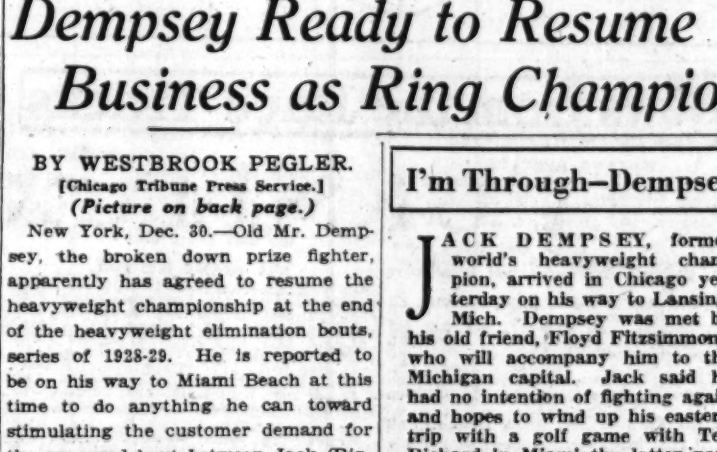 Dempsey Ready to Resume
Business as Ring Champio
BY WESTBROOK PEGLER.
[Chicago Tribune Press Service.]
(Picture on back page.)
New York, Dec. 30.—Old Mr. Demp-
sey, the broken down prize fighter,
apparently has agreed to resume the
heavyweight championship at the end
of the heavyweight elimination bouts,
series of 1928-29. He is reported to
be on his way to Miami Beach at this
time to do anything he can toward
stimulating the customer demand for
I'm Through—Dempse
JACK DEMPSEY, forme
world's heavyweight cham
pion, arrived in Chicago ye
terday on his way to Lansin
Mich. Dempsey was met b
his old friend, Floyd Fitzsimmon
who will accompany him to th
Michigan capital. Jack said h
had no intention of fighting agai
and hopes to wind up his easter
trip with a golf game with Te